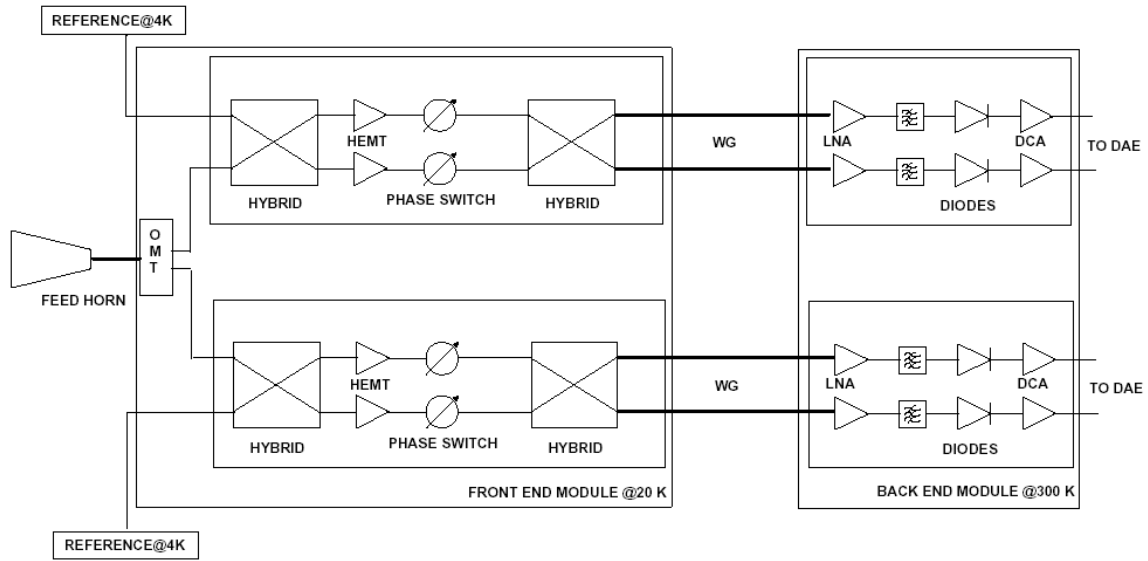 REFERENCE@4K
HEMT
HYBRID
PHASE SWITCH
HYBRID
WG
LNA
DCA
TO DAE
DIODES
O
M
T
FEED HORN
HEMT
HYBRID
PHASE SWITCH
HYBRID
WG
LNA
DCA
TO DAE
DIODES
FRONT END MODULE @20 K
BACK END MODULE @300 K
REFERENCE@4K